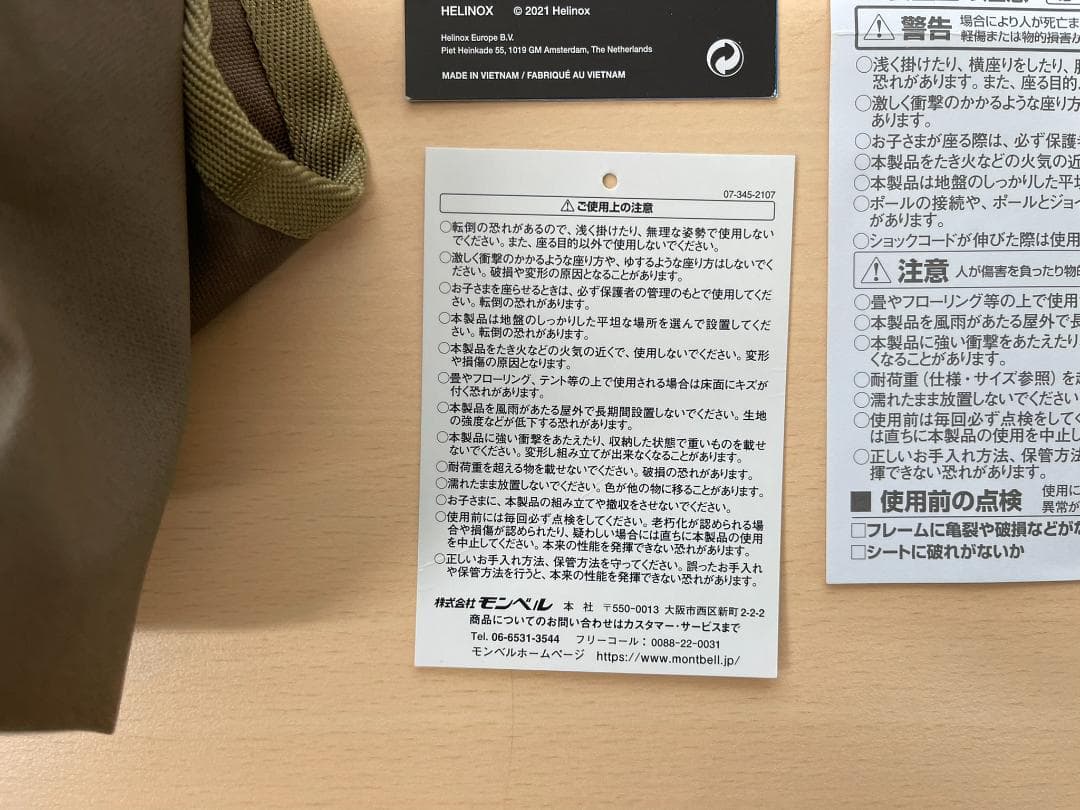 HELINOX © 2021 Helinox
Helinox Europe B.V.
Piet Heinkade 55, 1019 GM Amsterdam, The Netherlands
MADE IN VIETNAM / FABRIQUÉ AU VIETNAM
07-345-2107
⚠ご使用上の注意
○転倒の恐れがあるので、浅く掛けたり、無理な姿勢で使用しない
でください。また、座る目的以外で使用しないでください。
○激しく衝撃のかかるような座り方や、ゆするような座り方はしないでく
ださい。破損や変形の原因となることがあります。
○お子さまを座らせるときは、必ず保護者の管理のもとで使用してくだ
さい。転倒の恐れがあります。
○本製品は地盤のしっかりした平坦な場所を選んで設置してくだ
さい。転倒の恐れがあります。
○本製品をたき火などの火気の近くで、使用しないでください。変形
や損傷の原因となります。
○畳やフローリング、テント等の上で使用される場合は床面にキズが
付く恐れがあります。
○本製品を風雨があたる屋外で長期間設置しないでください。生地
の強度などが低下する恐れがあります。
○本製品に強い衝撃をあたえたり、収納した状態で重いものを載せ
ないでください。変形し組み立てが出来なくなることがあります。
○耐荷重を超える物を載せないでください。破損の恐れがあります。
○濡れたまま放置しないでください。色が他の物に移ることがあります。
○お子さまに、本製品の組み立てや撤収をさせないでください。
○使用前には毎回必ず点検をしてください。老朽化が認められる場
合や損傷が認められたり、疑わしい場合には直ちに本製品の使用
を中止してください。本来の性能を発揮できない恐れがあります。
○正しいお手入れ方法、保管方法を守ってください。誤ったお手入れ
や保管方法を行うと、本来の性能を発揮できない恐れがあります。
株式会社 モンベル 本 社 〒550-0013 大阪市西区新町2-2-2
商品についてのお問い合わせはカスタマー・サービスまで
Tel. 06-6531-3544 フリーコール：0088-22-0031
モンベルホームページ https://www.montbell.jp/
⚠警告 場合により人が死亡ま
軽傷または物的損害が
○浅く掛けたり、横座りをしたり、
恐れがあります。また、座る目的
○激しく衝撃のかかるような座り方
あります。
○お子さまが座る際は、必ず保護
○本製品をたき火などの火気の近
○本製品は地盤のしっかりした平坦
○ポールの接続や、ポールとジョイ
があります。
○ショックコードが伸びた際は使用
⚠注意 人が傷害を負ったり物的
○畳やフローリング等の上で使用
○本製品を風雨があたる屋外で長
○本製品に強い衝撃をあたえたり
くなることがあります。
○耐荷重（仕様・サイズ参照）を
○濡れたまま放置しないでください
○使用前は毎回必ず点検をしてく
は直ちに本製品の使用を中止し
○正しいお手入れ方法、保管方法
揮できない恐れがあります。
■ 使用前の点検 使用に
異常が
□フレームに亀裂や破損などがな
□シートに破れがないか